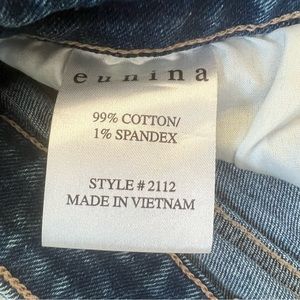 eunina
99% COTTON/
1% SPANDEX
STYLE # 2112
MADE IN VIETNAM